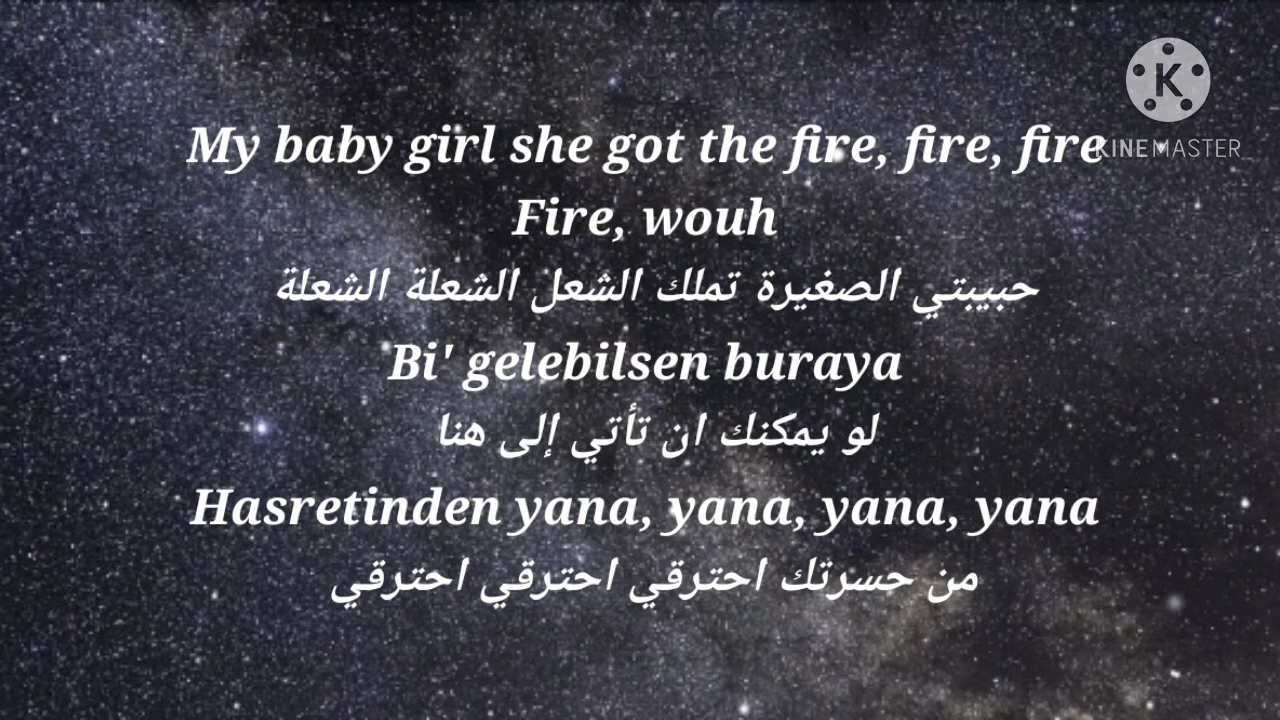 K
KINEMASTER
My baby girl she got the fire, fire, fire
Fire, wouh
حبيبتي الصغيرة تملك الشعل الشعلة الشعلة
Bi' gelebilsen buraya
لو يمكنك ان تأتي إلى هنا
Hasretinden yana, yana, yana, yana
من حسرتك احترقي احترقي احترقي